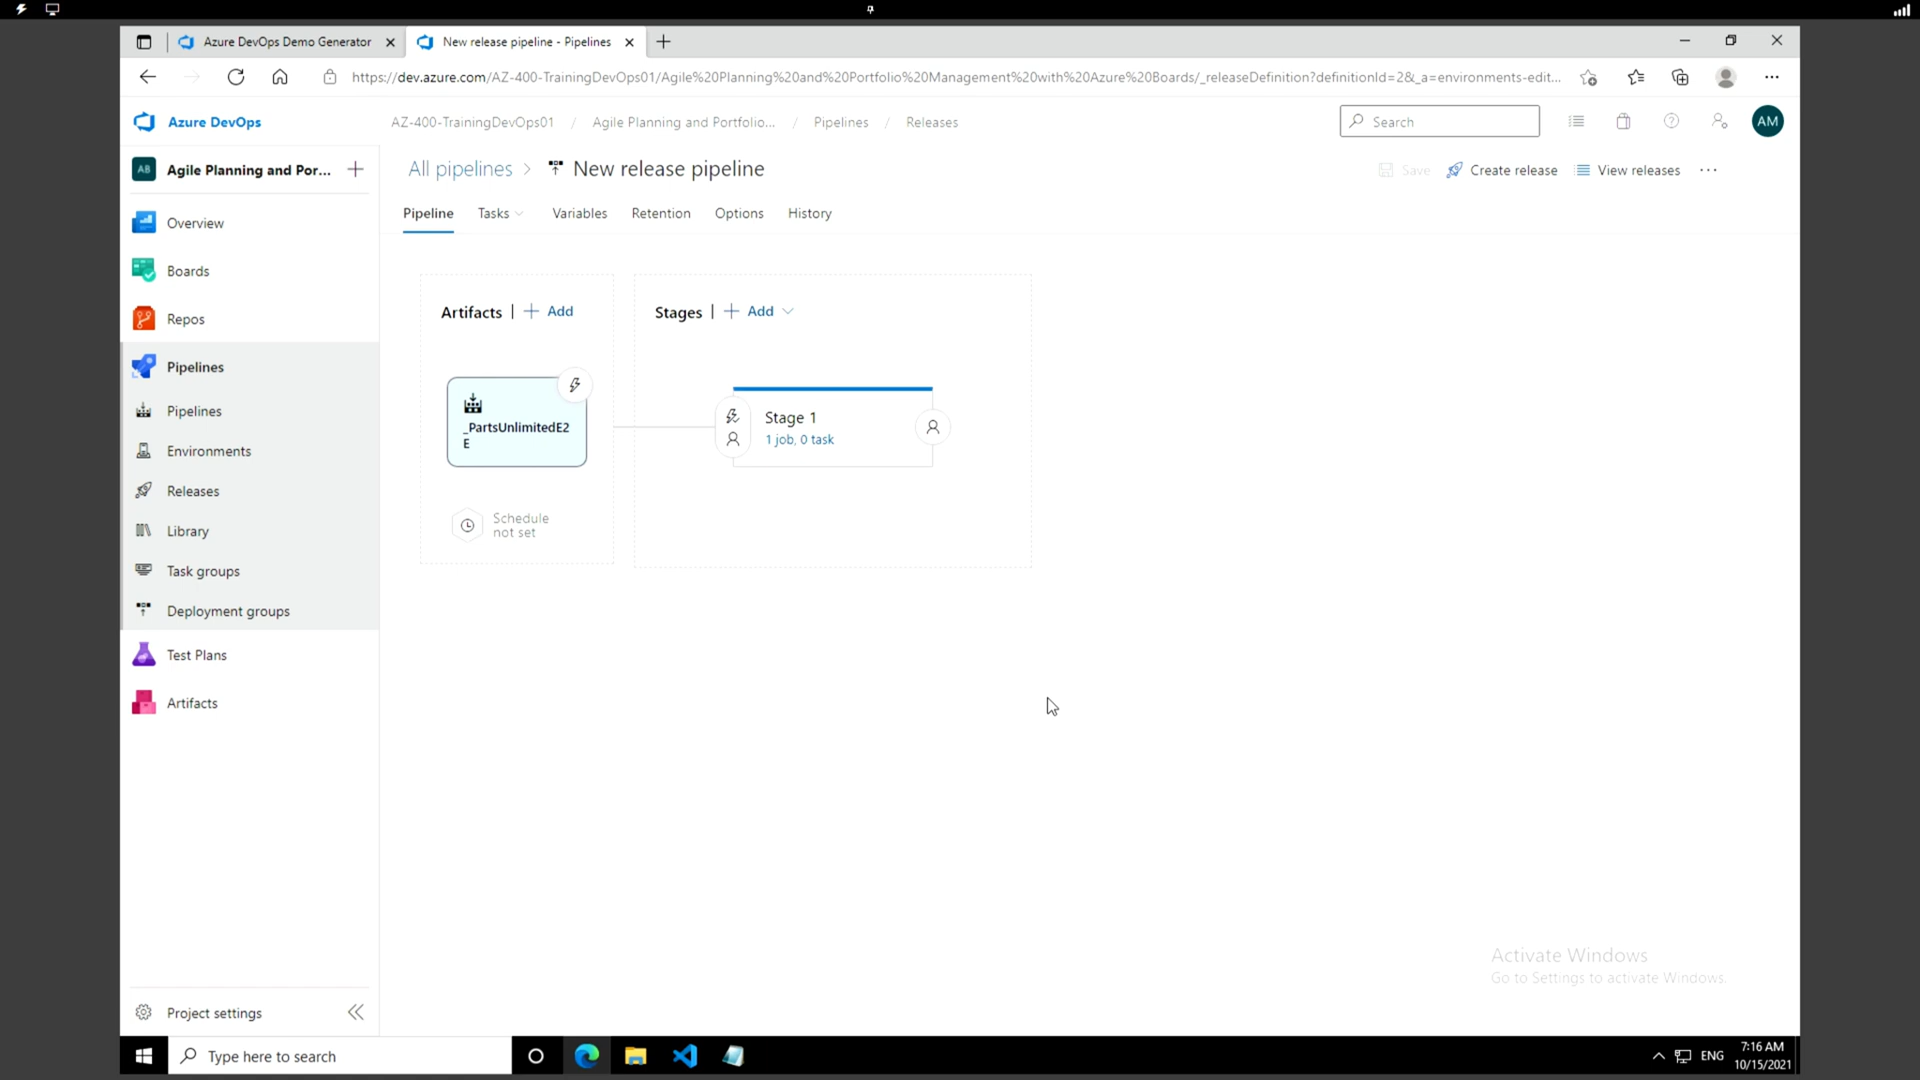 Azure DevOps Demo Generator
New release pipeline - Pipelines
https://dev.azure.com/AZ-400-TrainingDevOps01/Agile%20Planning%20and%20Portfolio%20Management%20with%20Azure%20Boards/_releaseDefinition?definitionId=2&_a=environments-edit...
Azure DevOps
AZ-400-TrainingDevOps01 / Agile Planning and Portfolio... / Pipelines / Releases
Search
AM
AB
Agile Planning and Por...
All pipelines > New release pipeline
Save
Create release
View releases
Pipeline
Tasks
Variables
Retention
Options
History
Overview
Boards
Repos
Pipelines
Pipelines
Environments
Releases
Library
Task groups
Deployment groups
Test Plans
Artifacts
Artifacts | + Add
Stages | + Add
_PartsUnlimitedE2
E
Schedule
not set
Stage 1
1 job, 0 task
Activate Windows
Go to Settings to activate Windows.
Project settings
Type here to search
ENG
7:16 AM
10/15/2021